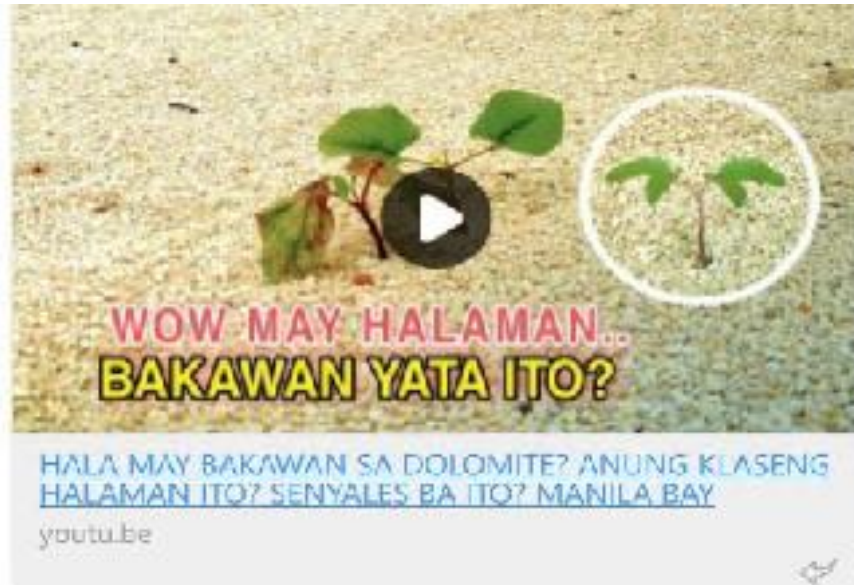 WOW MAY HALAMAN..
BAKAWAN YATA ITO?
HALA MAY BAKAWAN SA DOLOMITE? ANUNG KLASENG
HALAMAN ITO? SENYALES BA ITO? MANILA BAY
youtu.be